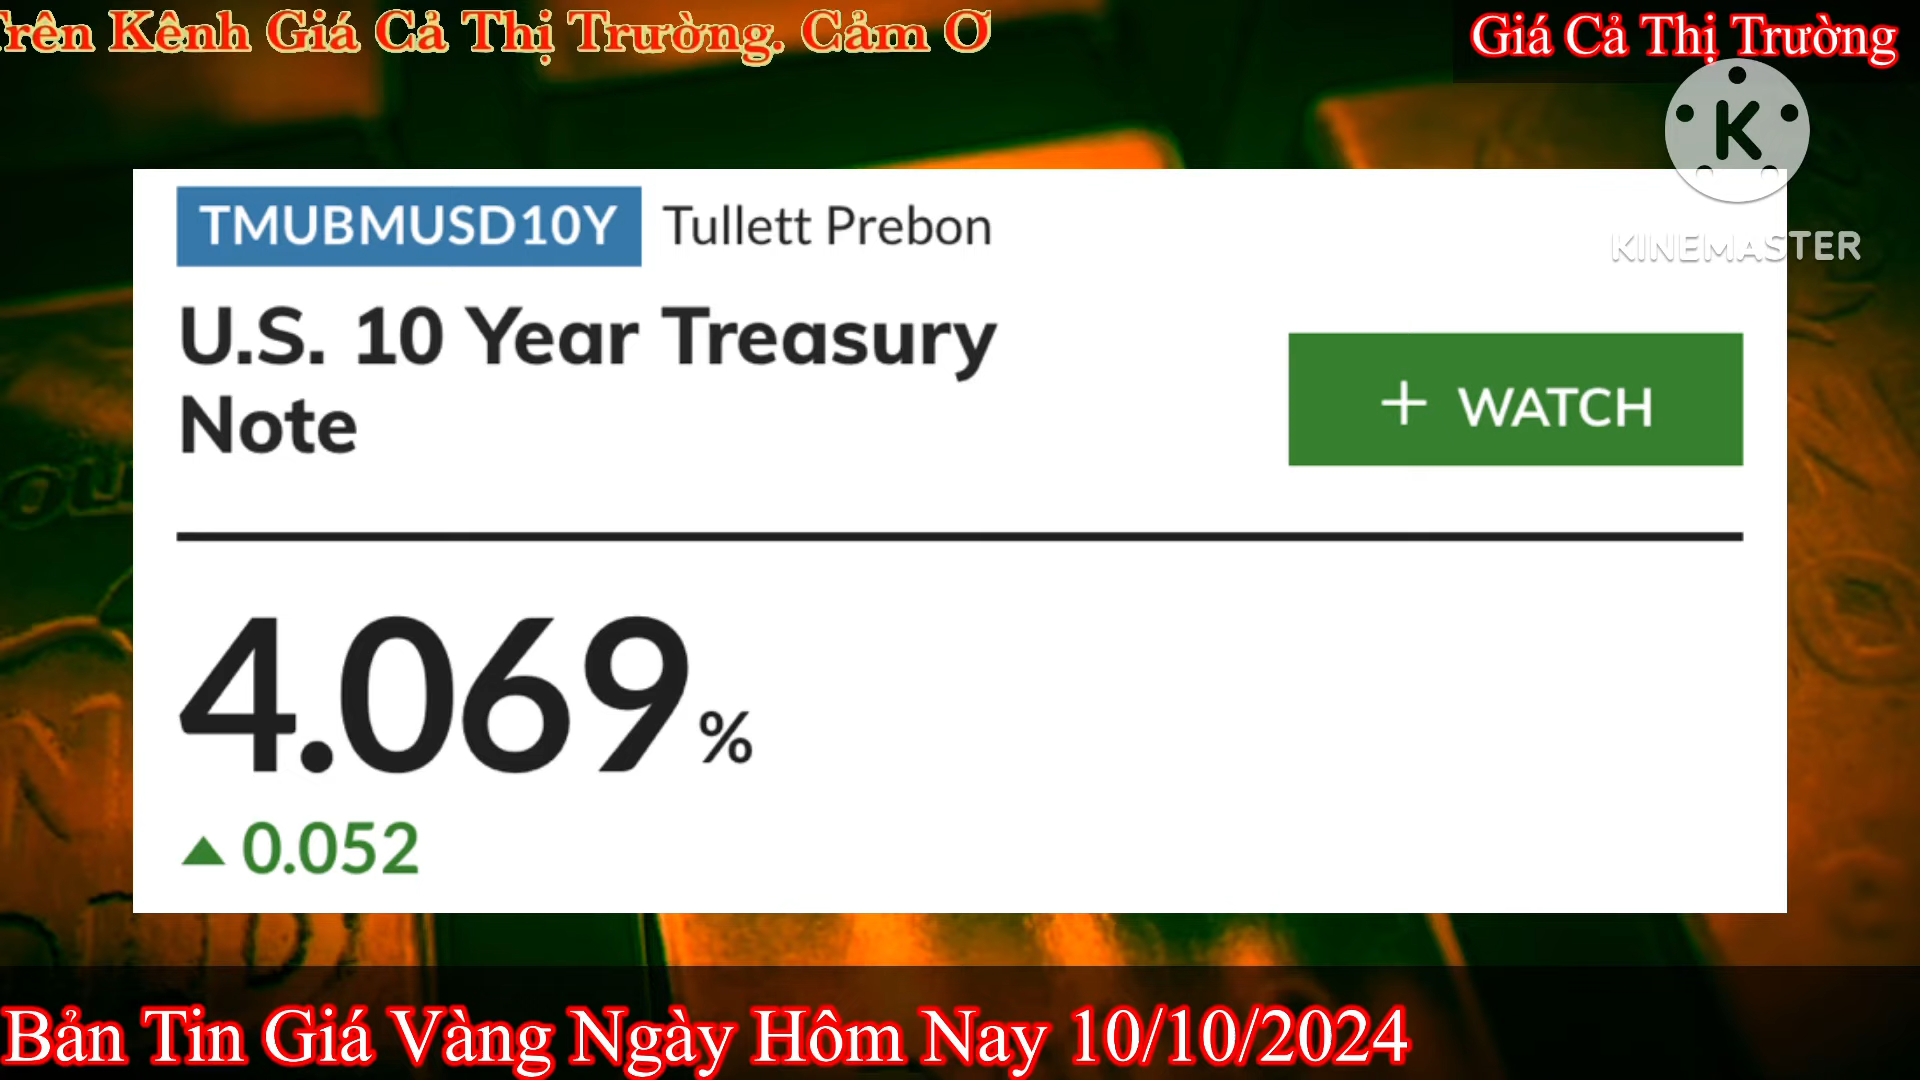 rên Kênh Giá Cả Thị Trường. Cảm Ơ
Giá Cả Thị Trường
K
KINEMASTER
TMUBMUSD10Y Tullett Prebon
U.S. 10 Year Treasury
Note
+ WATCH
4.069%
▲ 0.052
Bản Tin Giá Vàng Ngày Hôm Nay 10/10/2024